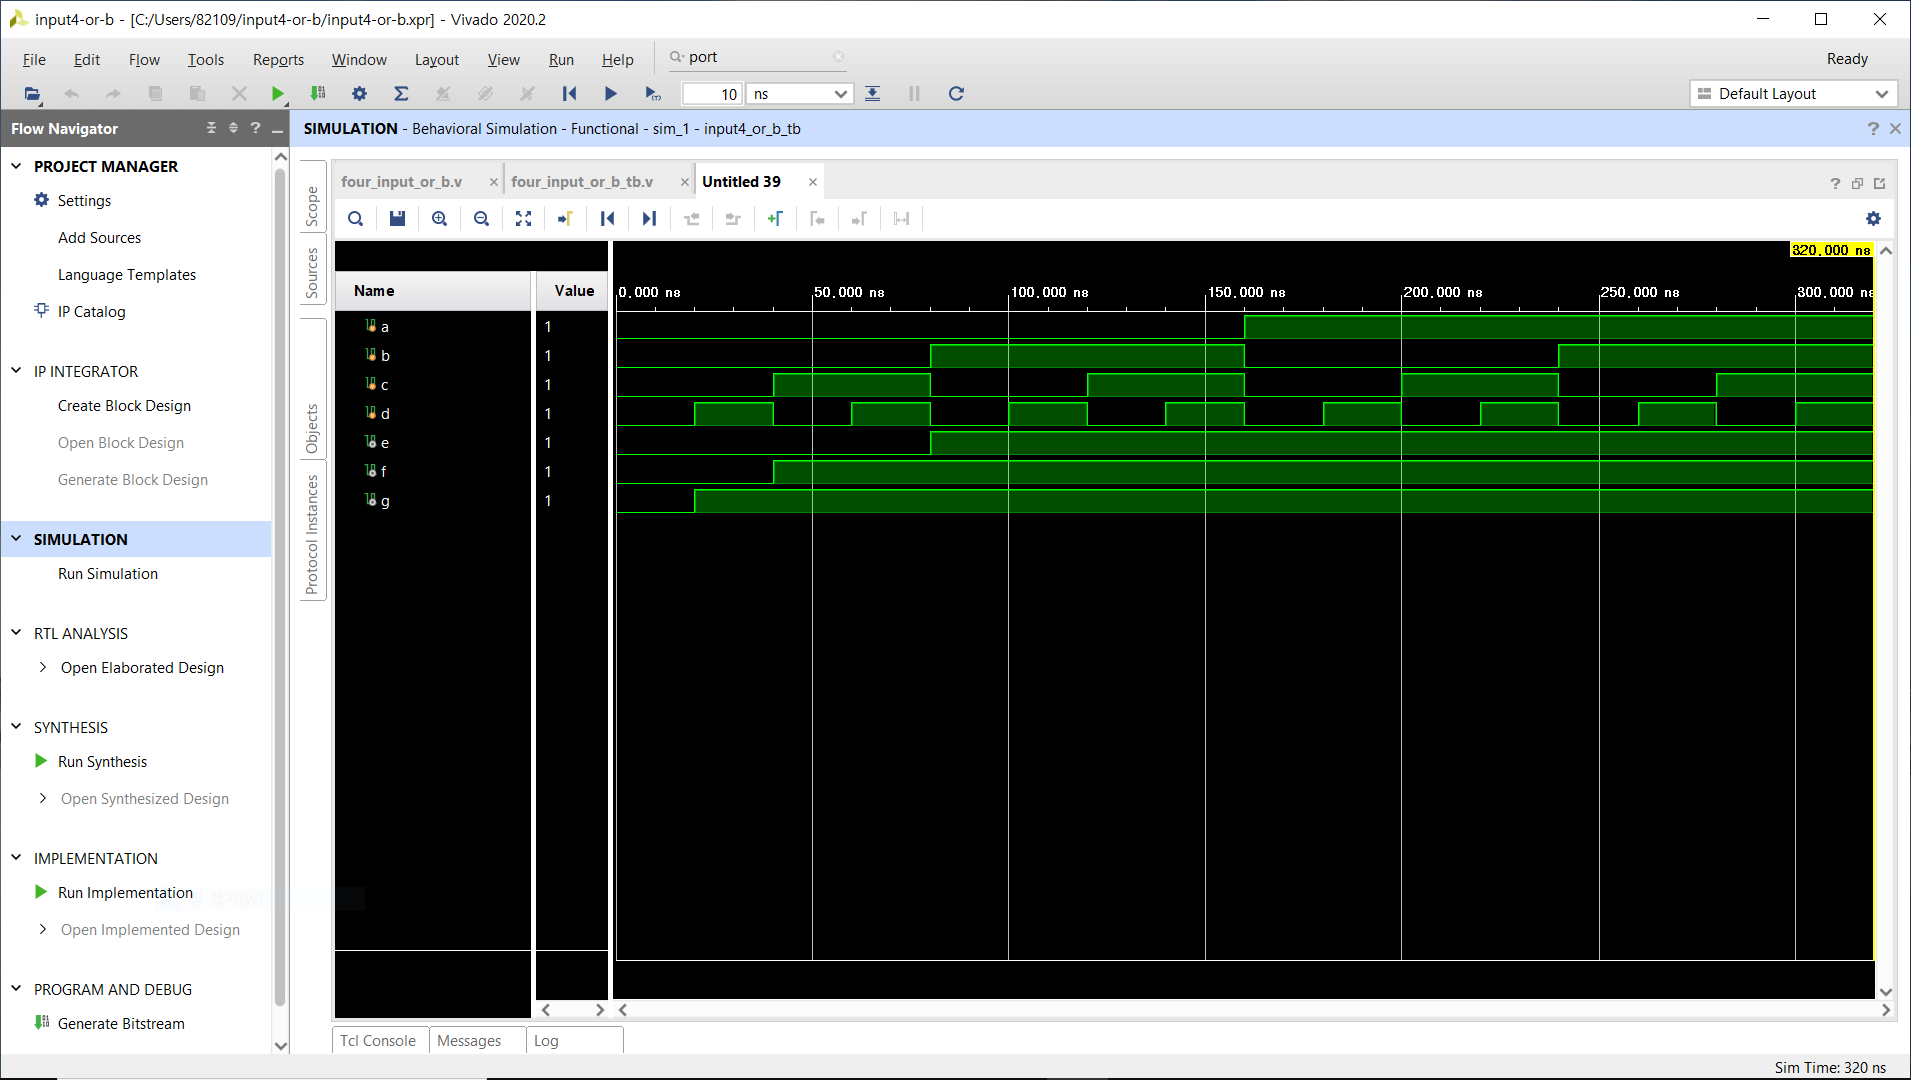 input4-or-b - [C:/Users/82109/input4-or-b/input4-or-b.xpr] - Vivado 2020.2
File Edit Flow Tools Reports Window Layout View Run Help
port
Ready
10 ns
Default Layout
Flow Navigator
SIMULATION - Behavioral Simulation - Functional - sim_1 - input4_or_b_tb
PROJECT MANAGER
Settings
Add Sources
Language Templates
IP Catalog
IP INTEGRATOR
Create Block Design
Open Block Design
Generate Block Design
SIMULATION
Run Simulation
RTL ANALYSIS
Open Elaborated Design
SYNTHESIS
Run Synthesis
Open Synthesized Design
IMPLEMENTATION
Run Implementation
Open Implemented Design
PROGRAM AND DEBUG
Generate Bitstream
Scope
Sources
Objects
Protocol Instances
four_input_or_b.v
four_input_or_b_tb.v
Untitled 39
320.000 ns
Name Value
0.000 ns 50.000 ns 100.000 ns 150.000 ns 200.000 ns 250.000 ns 300.000 ns
a 1
b 1
c 1
d 1
e 1
f 1
g 1
Tcl Console
Messages
Log
Sim Time: 320 ns